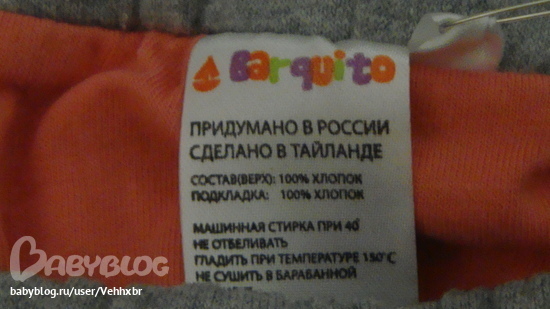 Barquito
ПРИДУМАНО В РОССИИ
СДЕЛАНО В ТАЙЛАНДЕ
СОСТАВ(ВЕРХ): 100% ХЛОПОК
ПОДКЛАДКА: 100% ХЛОПОК
МАШИННАЯ СТИРКА ПРИ 40°
НЕ ОТБЕЛИВАТЬ
ГЛАДИТЬ ПРИ ТЕМПЕРАТУРЕ 150°C
НЕ СУШИТЬ В БАРАБАННОЙ
BABYBLOG
babyblog.ru/user/Vehhxbr